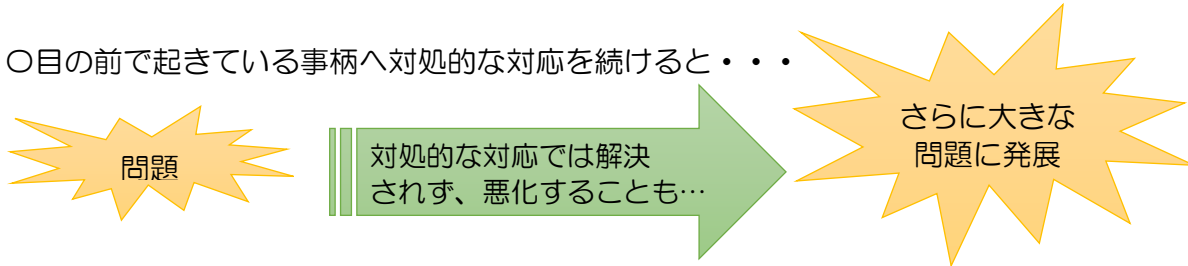 〇目の前で起きている事柄へ対処的な対応を続けると・・・
問題
対処的な対応では解決
されず、悪化することも…
さらに大きな
問題に発展